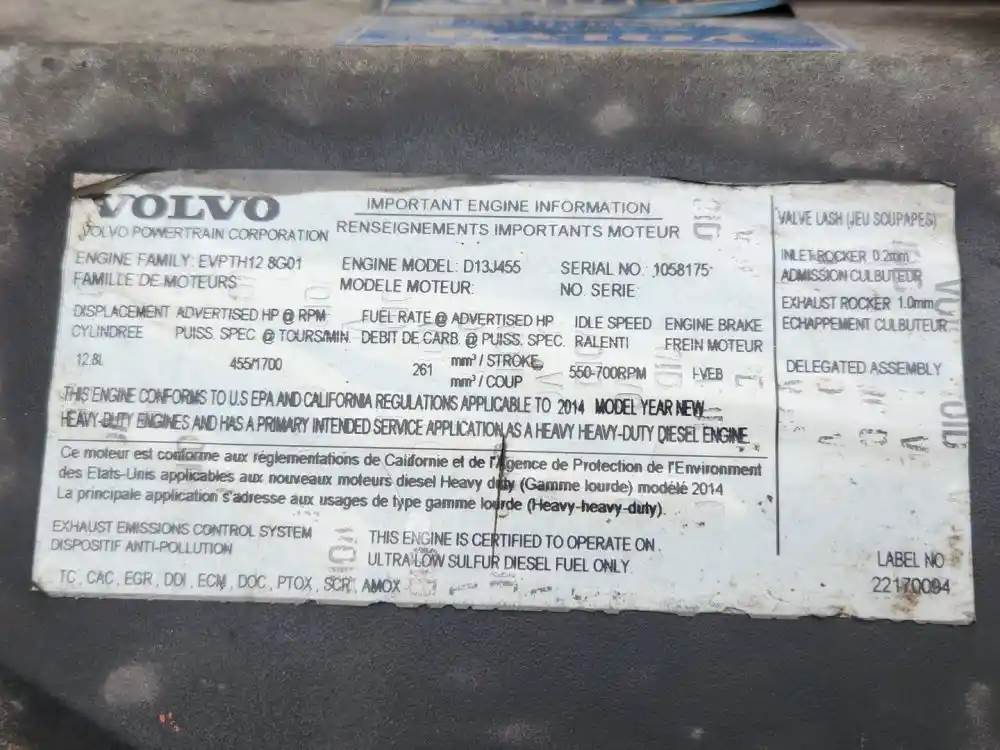 VOLVO
VOLVO POWERTRAIN CORPORATION
IMPORTANT ENGINE INFORMATION
RENSEIGNEMENTS IMPORTANTS MOTEUR
ENGINE FAMILY: EVPTH12.8G01
FAMILLE DE MOTEURS
ENGINE MODEL: D13J455
MODELE MOTEUR:
SERIAL NO. 1058175
NO. SERIE:
DISPLACEMENT ADVERTISED HP @ RPM FUEL RATE @ ADVERTISED HP IDLE SPEED ENGINE BRAKE
CYLINDREE PUISS. SPEC @ TOURS/MIN. DEBIT DE CARB. @ PUISS. SPEC. RALENTI FREIN MOTEUR
12.8L 455/1700 261 mm³ / STROKE 550-700RPM I-VEB
mm³ / COUP
THIS ENGINE CONFORMS TO U.S EPA AND CALIFORNIA REGULATIONS APPLICABLE TO 2014 MODEL YEAR NEW
HEAVY-DUTY ENGINES AND HAS A PRIMARY INTENDED SERVICE APPLICATION AS A HEAVY HEAVY-DUTY DIESEL ENGINE.
Ce moteur est conforme aux réglementations de Californie et de l'Agence de Protection de l'Environment
des Etats-Unis applicables aux nouveaux moteurs diesel Heavy duty (Gamme lourde) modélé 2014
La principale application s'adresse aux usages de type gamme lourde (Heavy-heavy-duty).
EXHAUST EMISSIONS CONTROL SYSTEM
DISPOSITIF ANTI-POLLUTION
TC, CAC, EGR, DDI, ECM, DOC, PTOX, SCR, AMOX
THIS ENGINE IS CERTIFIED TO OPERATE ON
ULTRA LOW SULFUR DIESEL FUEL ONLY.
VALVE LASH (JEU SOUPAPES)
INLET ROCKER 0.2mm
ADMISSION CULBUTEUR
EXHAUST ROCKER 1.0mm
ECHAPPEMENT CULBUTEUR
DELEGATED ASSEMBLY
LABEL NO
22170094